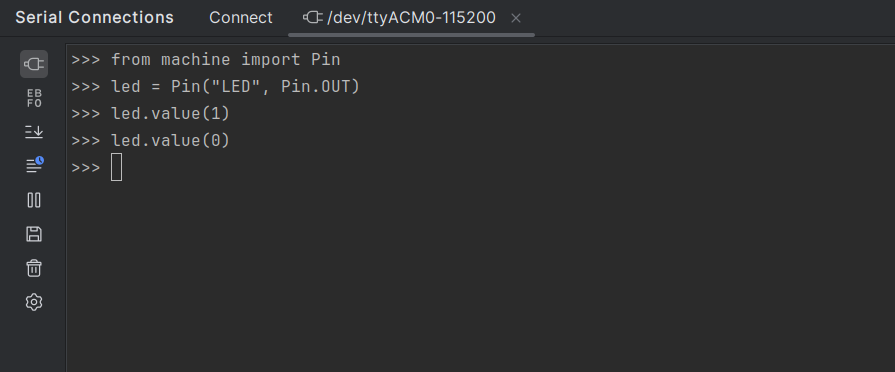 Serial Connections Connect /dev/ttyACM0-115200
>>> from machine import Pin
>>> led = Pin("LED", Pin.OUT)
>>> led.value(1)
>>> led.value(0)
>>>
EB
F0